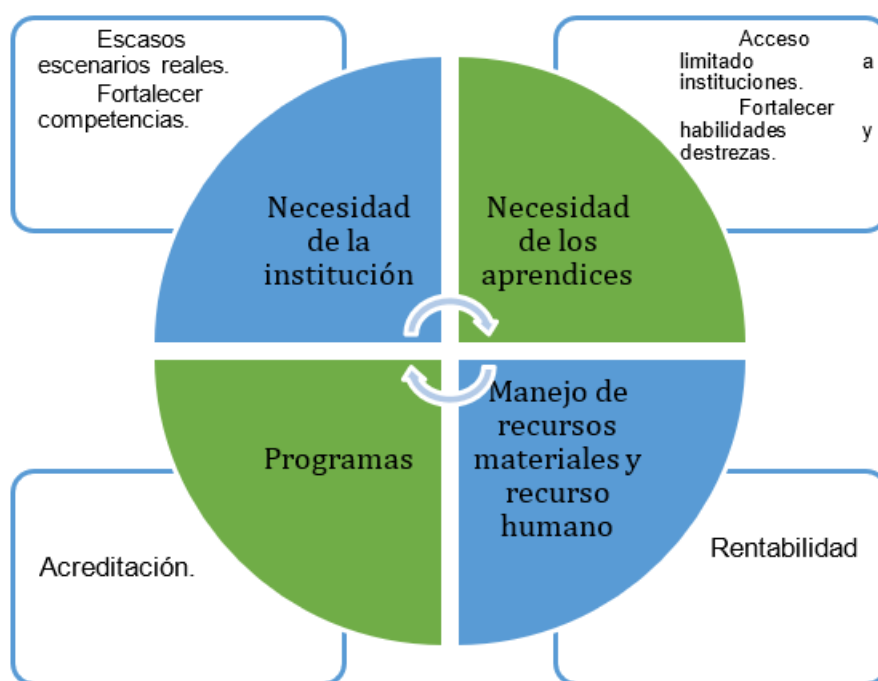 Escasos
escenarios reales.
Fortalecer
competencias.
Acceso
limitado a
instituciones.
Fortalecer
habilidades y
destrezas.
Necesidad
de la
institución
Necesidad
de los
aprendices
Programas
Manejo de
recursos
materiales y
recurso
humano
Acreditación.
Rentabilidad